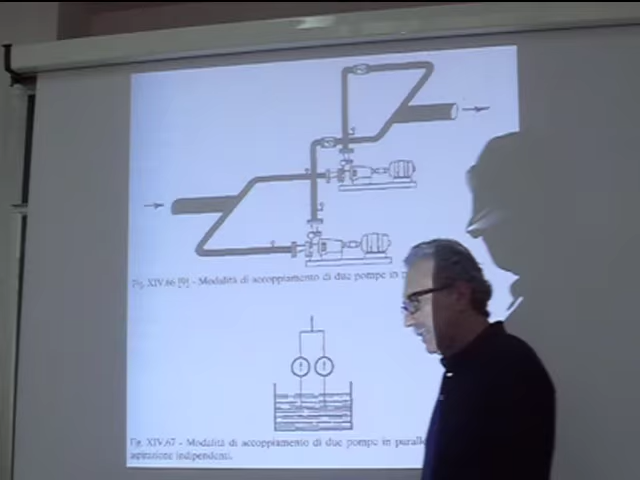 Fig. XIV.66 [9] - Modalità di accoppiamento di due pompe in
Fig. XIV.67 - Modalità di accoppiamento di due pompe in parall
aspirazione indipendenti.